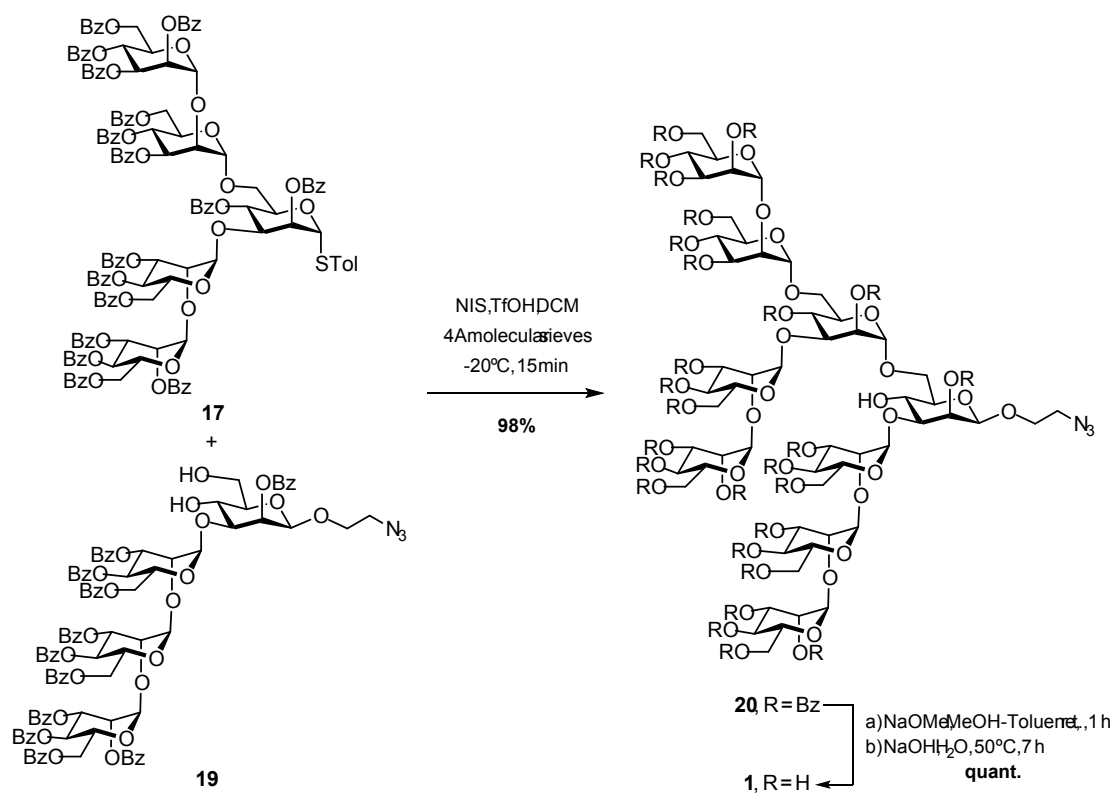 BzO OBz
BzO O
BzO
O
BzO
BzO O
BzO
O
OBz
BzO O
O
STol
BzO O
BzO
BzO O
O
BzO O
BzO
BzO OBz
17
+
HO
OBz
HO O
O O
N3
BzO O
BzO
BzO O
O
BzO O
BzO
BzO O
O
BzO O
BzO
BzO OBz
19
NIS,TfOH,DCM
4Amolecularsieves
-20ºC,15min
98%
RO OR
RO O
RO
O
RO
RO O
RO
O
OR
RO O
O
RO O
RO
RO O
O
RO O
RO
RO OR
O
OR
HO O
O O
N3
RO O
RO
RO O
O
RO O
RO
RO O
O
RO O
RO
RO OR
20, R=Bz
a)NaOMe,MeOH-Toluene,r.t.,1h
b)NaOH,H2O,50ºC,7h
quant.
1, R=H